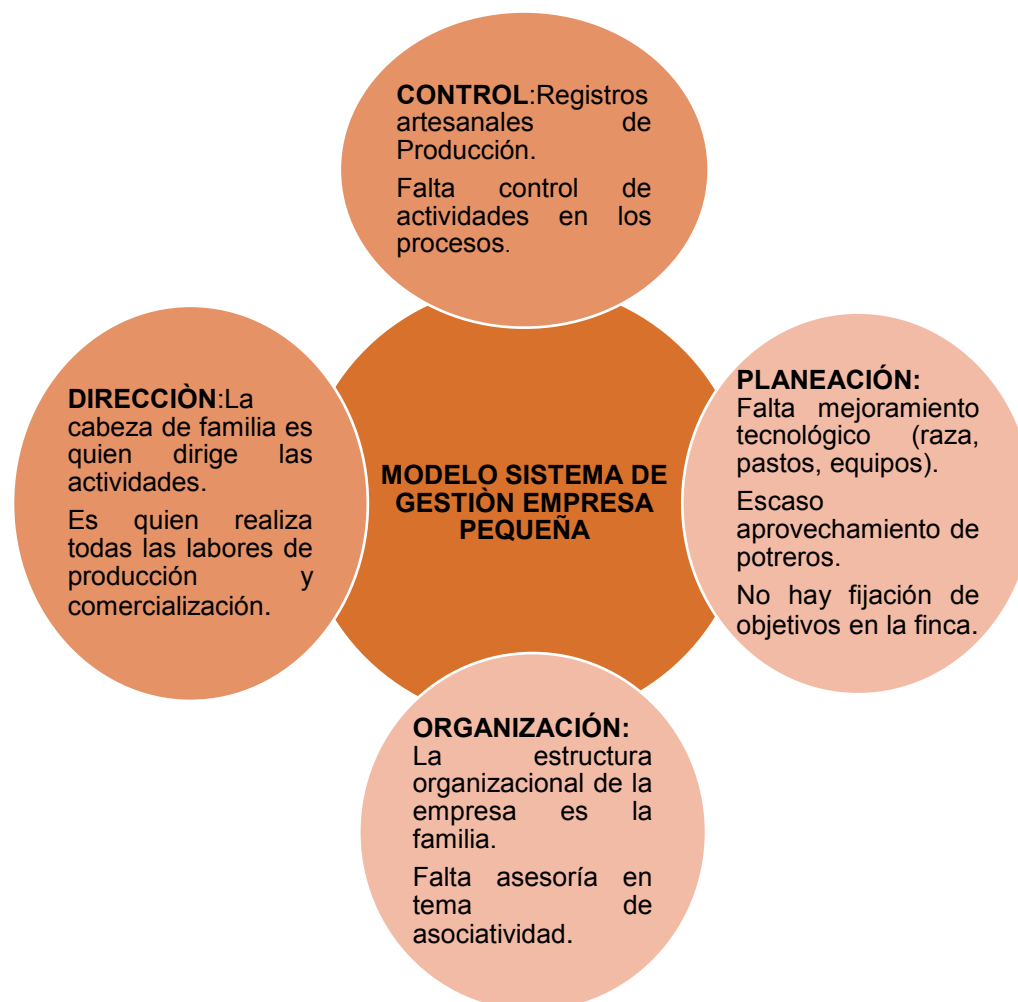 CONTROL:Registros
artesanales de
Producción.
Falta control de
actividades en los
procesos.
DIRECCIÒN:La
cabeza de familia es
quien dirige las
actividades.
Es quien realiza
todas las labores de
producción y
comercialización.
MODELO SISTEMA DE
GESTIÒN EMPRESA
PEQUEÑA
PLANEACIÓN:
Falta mejoramiento
tecnológico (raza,
pastos, equipos).
Escaso
aprovechamiento de
potreros.
No hay fijación de
objetivos en la finca.
ORGANIZACIÓN:
La estructura
organizacional de la
empresa es la
familia.
Falta asesoría en
tema de
asociatividad.